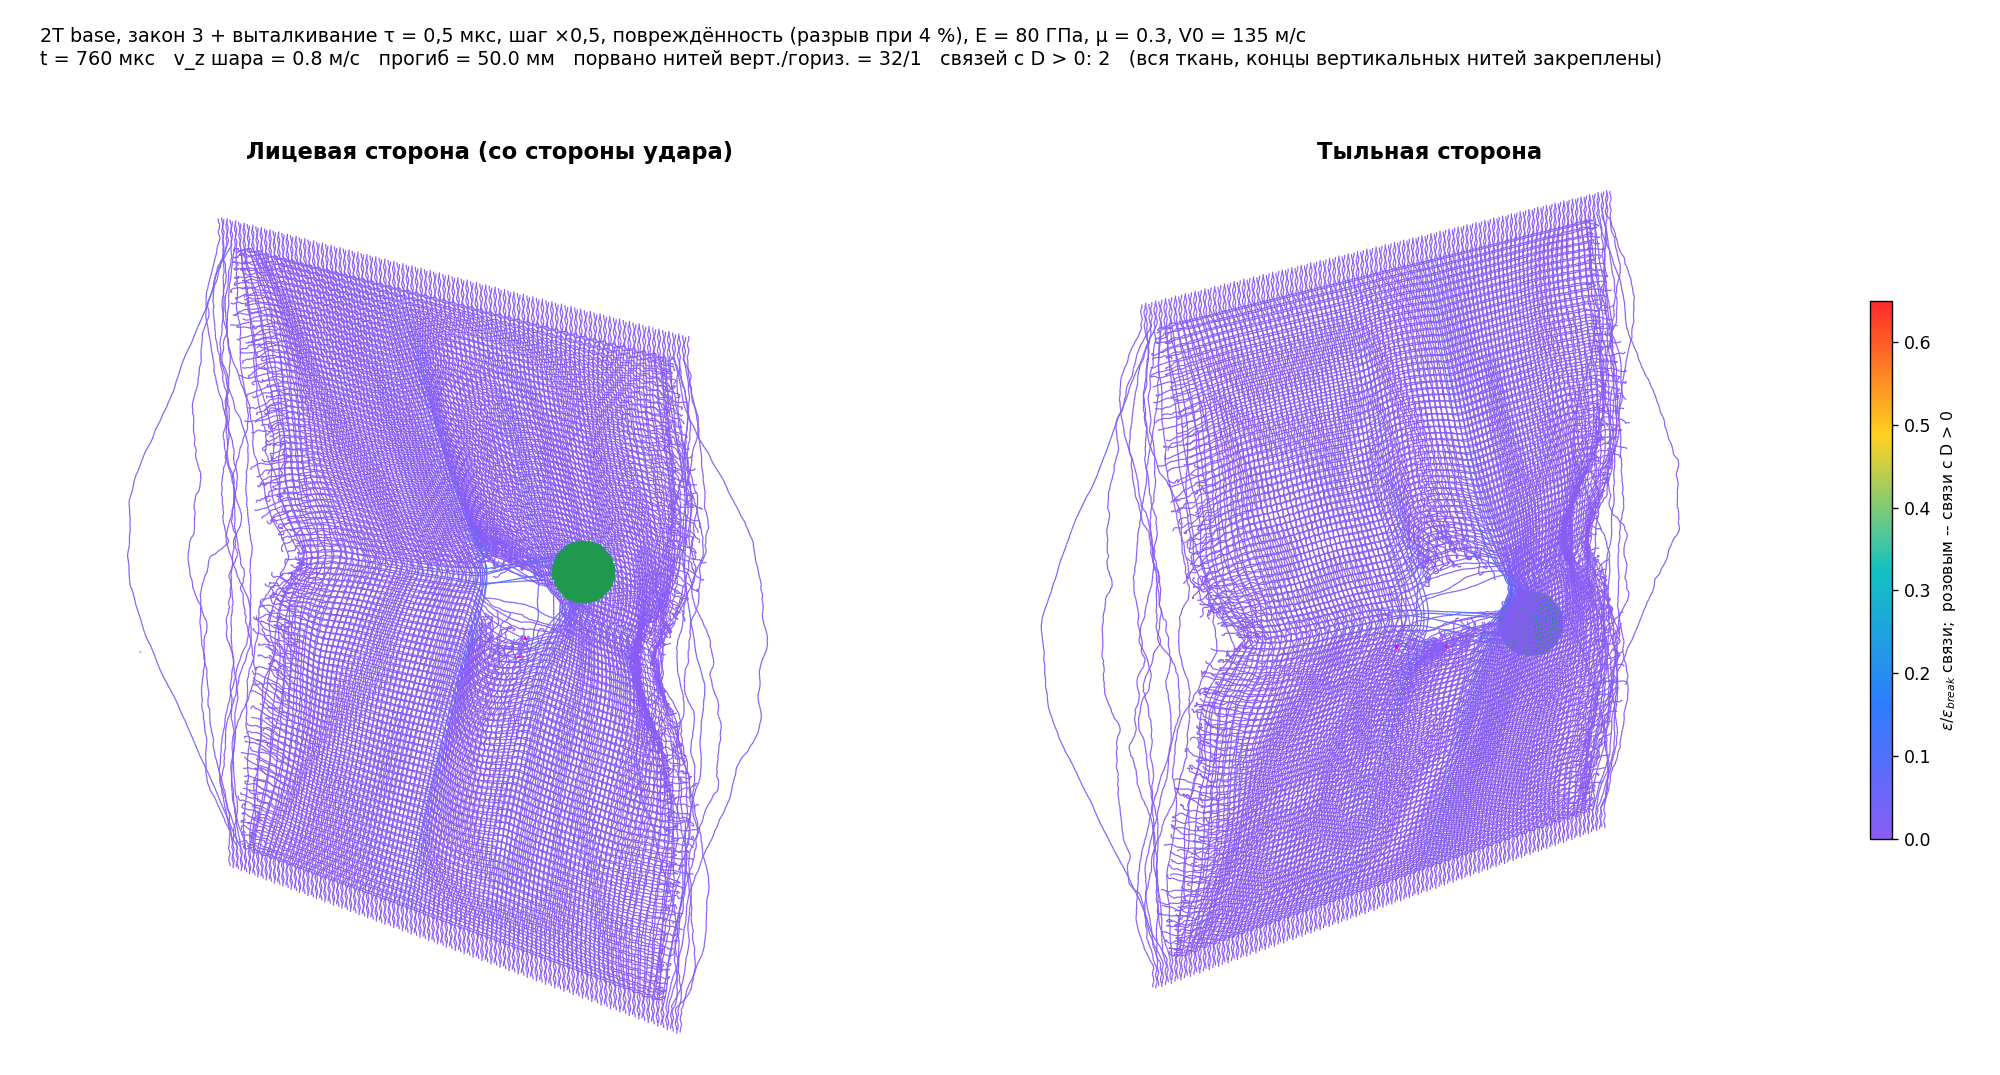 2T base, закон 3 + выталкивание τ = 0,5 мкс, шаг ×0,5, повреждённость (разрыв при 4 %), E = 80 ГПа, μ = 0.3, V0 = 135 м/с
t = 760 мкс   v_z шара = 0.8 м/с   прогиб = 50.0 мм   порвано нитей верт./гориз. = 32/1   связей с D > 0: 2   (вся ткань, концы вертикальных нитей закреплены)
Лицевая сторона (со стороны удара)
Тыльная сторона
0.6
0.5
0.4
0.3
0.2
0.1
0.0
ε/ε_break связи;  розовым -- связи с D > 0